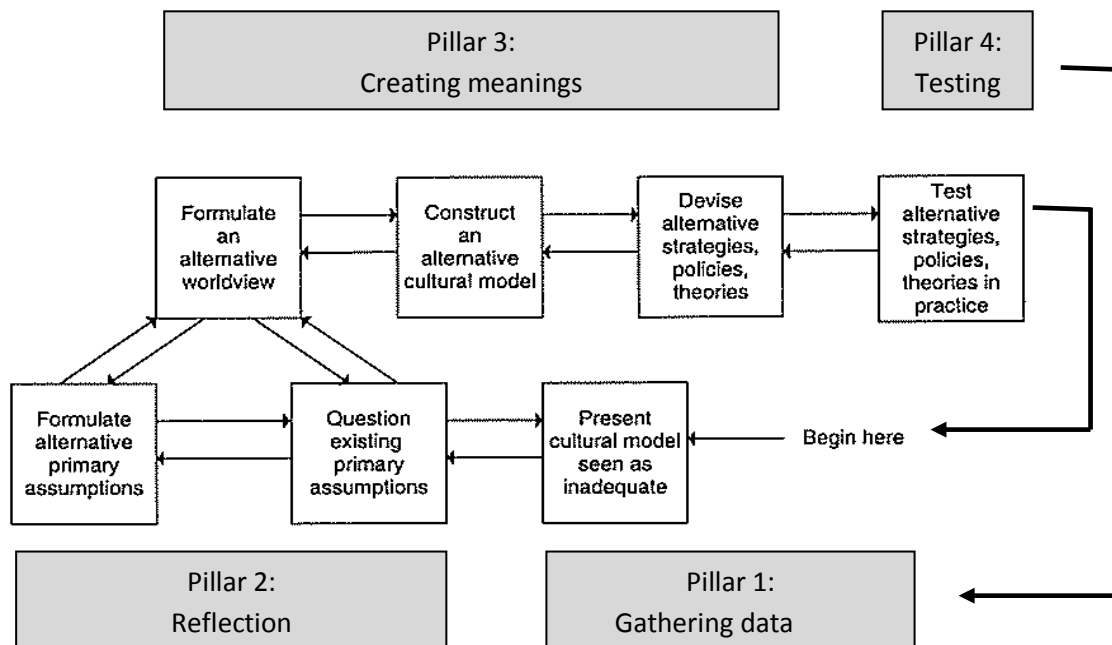 Pillar 3:
Creating meanings
Pillar 4:
Testing
Formulate
an
alternative
worldview
Construct
an
alternative
cultural model
Devise
alternative
strategies,
policies,
theories
Test
alternative
strategies,
policies,
theories in
practice
Formulate
alternative
primary
assumptions
Question
existing
primary
assumptions
Present
cultural model
seen as
inadequate
Begin here
Pillar 2:
Reflection
Pillar 1:
Gathering data